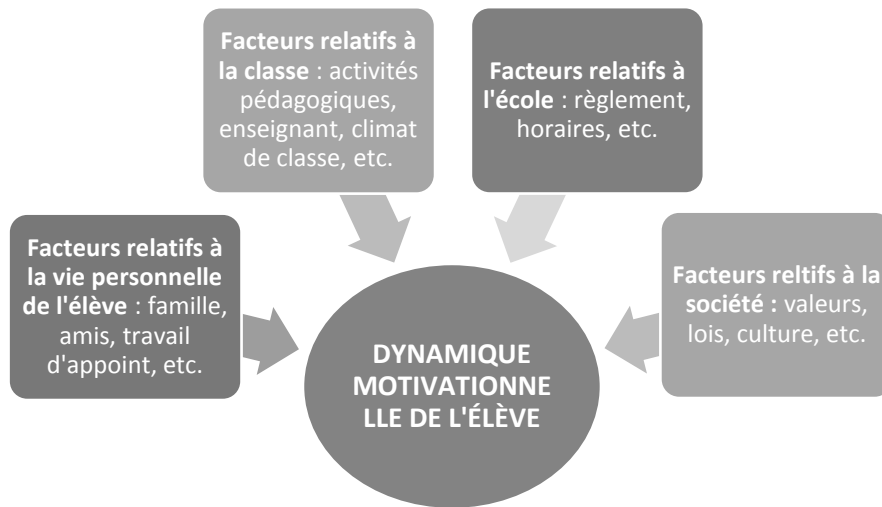 Facteurs relatifs à
la classe : activités
pédagogiques,
enseignant, climat
de classe, etc.
Facteurs relatifs à
l'école : règlement,
horaires, etc.
Facteurs relatifs à
la vie personnelle
de l'élève : famille,
amis, travail
d'appoint, etc.
Facteurs reltifs à la
société : valeurs,
lois, culture, etc.
DYNAMIQUE
MOTIVATIONNE
LLE DE L'ÉLÈVE